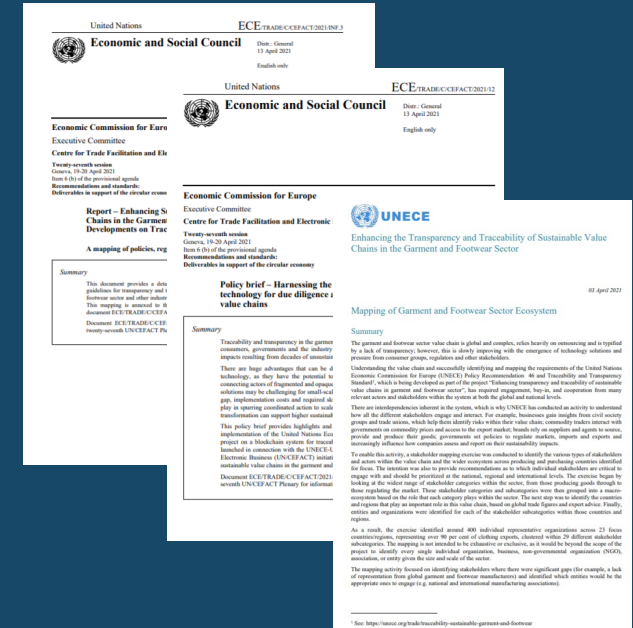 United Nations
ECE/TRADE/C/CEFACT/2021/INF.3
Economic and Social Council
Distr.: General
13 April 2021
English only
Economic Commission for Euro
Executive Committee
Centre for Trade Facilitation and Ele
Twenty-seventh session
Geneva, 19-20 April 2021
Item 6 (b) of the provisional agenda
Recommendations and standards:
Deliverables in support of the circular econo
Report – Enhancing Su
Chains in the Garment
Developments on Trac
A mapping of policies, reg
Summary
This document provides a deta
guidelines for transparency and t
footwear sector and other industr
This mapping is annexed to th
document ECE/TRADE/C/CEFA
Document ECE/TRADE/C/CEF
twenty-seventh UN/CEFACT Ple
United Nations
ECE/TRADE/C/CEFACT/2021/12
Economic and Social Council
Distr.: General
13 April 2021
English only
Economic Commission for Europe
Executive Committee
Centre for Trade Facilitation and Electronic
Twenty-seventh session
Geneva, 19-20 April 2021
Item 6 (b) of the provisional agenda
Recommendations and standards:
Deliverables in support of the circular economy
Policy brief – Harnessing the
technology for due diligence a
value chains
Summary
Traceability and transparency in the garmen
consumers, governments and the industry
impacts resulting from decades of unsustai
There are huge advantages that can be d
technology, as they have the potential to
connecting actors of fragmented and opaque
solutions may be challenging for small-scal
gap, implementation costs and required sk
play in spurring coordinated action to scale
transformation can support higher sustainal
This policy brief provides highlights and
implementation of the United Nations Eco
project on a blockchain system for traceal
launched in connection with the UNECE-U
Electronic Business (UN/CEFACT) initiati
sustainable value chains in the garment and
Document ECE/TRADE/C/CEFACT/2021/
seventh UN/CEFACT Plenary for informat
UNECE
Enhancing the Transparency and Traceability of Sustainable Value
Chains in the Garment and Footwear Sector
03 April 2021
Mapping of Garment and Footwear Sector Ecosystem
Summary
The garment and footwear sector value chain is global and complex, relies heavily on outsourcing and is typified
by a lack of transparency; however, this is slowly improving with the emergence of technology solutions and
pressure from consumer groups, regulators and other stakeholders.
Understanding the value chain and successfully identifying and mapping the requirements of the United Nations
Economic Commission for Europe (UNECE) Policy Recommendation 46 and Traceability and Transparency
Standard¹, which is being developed as part of the project "Enhancing transparency and traceability of sustainable
value chains in garment and footwear sector", has required engagement, buy-in, and cooperation from many
relevant actors and stakeholders within the system at both the global and national levels.
There are interdependencies inherent in the system, which is why UNECE has conducted an activity to understand
how all the different stakeholders engage and interact. For example, businesses gain insights from civil society
groups and trade unions, which help them identify risks within their value chain; commodity traders interact with
governments on commodity prices and access to the export market; brands rely on suppliers and agents to source,
provide and produce their goods; governments set policies to regulate markets, imports and exports and
increasingly influence how companies assess and report on their sustainability impacts.
To enable this activity, a stakeholder mapping exercise was conducted to identify the various types of stakeholders
and actors within the value chain and the wider ecosystem across producing and purchasing countries identified
for focus. The intention was also to provide recommendations as to which individual stakeholders are critical to
engage with and should be prioritized at the national, regional and international levels. The exercise began by
looking at the widest range of stakeholder categories within the sector, from those producing goods through to
those regulating the market. Those stakeholder categories and subcategories were then grouped into a macro-
ecosystem based on the role that each category plays within the sector. The next step was to identify the countries
and regions that play an important role in this value chain, based on global trade figures and expert advice. Finally,
entities and organizations were identified for each of the stakeholder subcategories within those countries and
regions.
As a result, the exercise identified around 400 individual representative organizations across 23 focus
countries/regions, representing over 90 per cent of clothing exports, clustered within 29 different stakeholder
subcategories. The mapping is not intended to be exhaustive or exclusive, as it would be beyond the scope of the
project to identify every single individual organization, business, non-governmental organization (NGO),
association, or entity given the size and scale of the sector.
The mapping activity focused on identifying stakeholders where there were significant gaps (for example, a lack
of representation from global garment and footwear manufacturers) and identified which entities would be the
appropriate ones to engage (e.g. national and international manufacturing associations).
¹ See: https://unece.org/trade/traceability-sustainable-garment-and-footwear